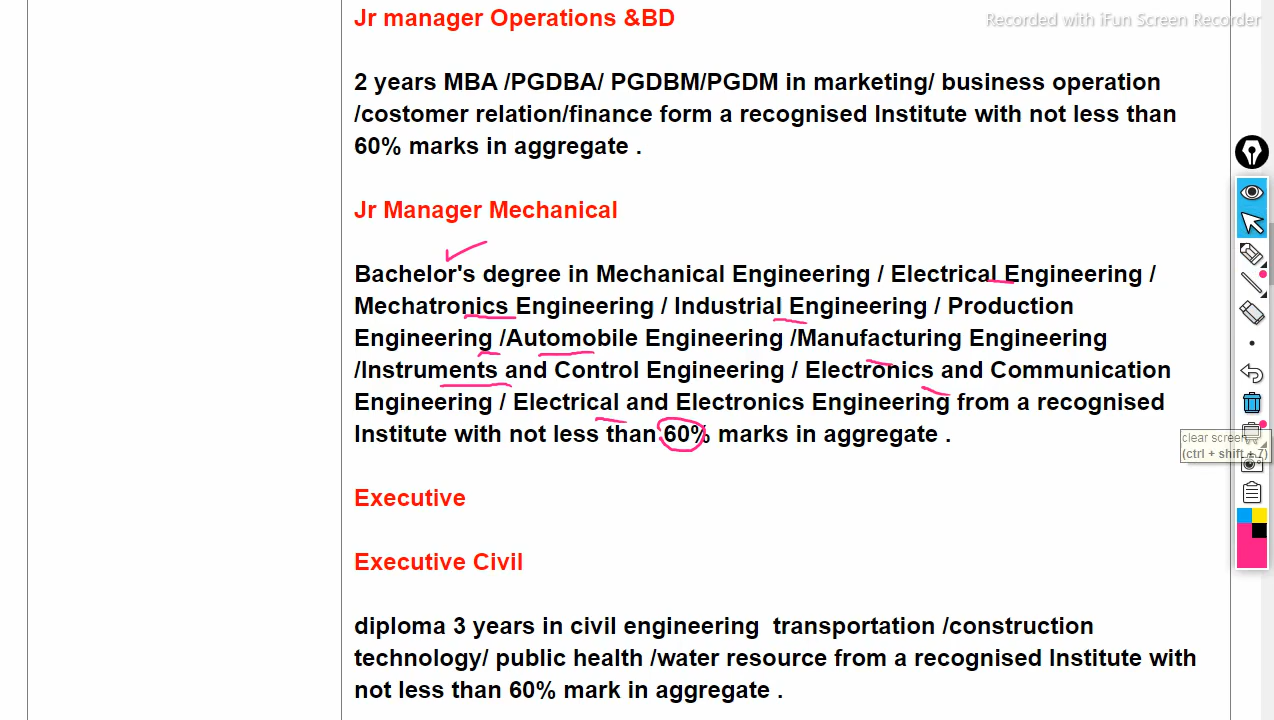 Jr manager Operations &BD
Recorded with iFun Screen Recorder
2 years MBA /PGDBA/ PGDBM/PGDM in marketing/ business operation
/costomer relation/finance form a recognised Institute with not less than
60% marks in aggregate .
Jr Manager Mechanical
Bachelor's degree in Mechanical Engineering / Electrical Engineering /
Mechatronics Engineering / Industrial Engineering / Production
Engineering /Automobile Engineering /Manufacturing Engineering
/Instruments and Control Engineering / Electronics and Communication
Engineering / Electrical and Electronics Engineering from a recognised
Institute with not less than 60% marks in aggregate .
clear screen
(ctrl + shift + 7)
Executive
Executive Civil
diploma 3 years in civil engineering  transportation /construction
technology/ public health /water resource from a recognised Institute with
not less than 60% mark in aggregate .